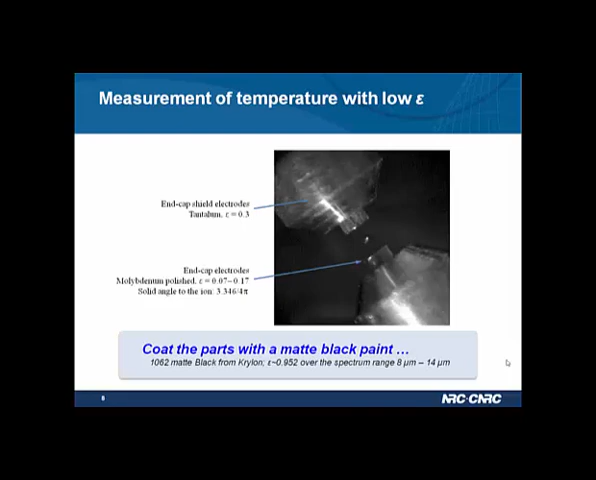 Measurement of temperature with low ε
End-cap shield electrodes
Tantalum, ε = 0.3
End-cap electrodes
Molybdenum polished, ε = 0.07–0.17
Solid angle to the ion: 3.346/4π
Coat the parts with a matte black paint …
1062 matte Black from Krylon; ε~0.952 over the spectrum range 8 μm – 14 μm
6
NRC·CNRC